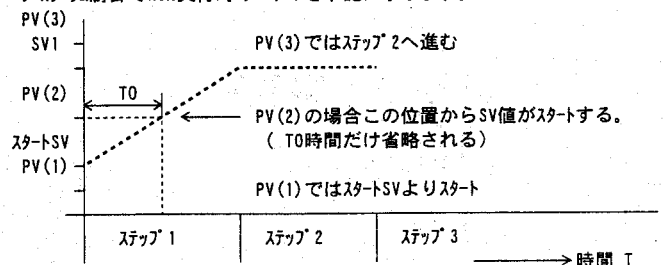 PV(3)
SV1
PV(3)ではステップ2へ進む
PV(2)
T0
PV(2)の場合この位置からSV値がスタートする。
( T0時間だけ省略される)
スタートSV
PV(1)
PV(1)ではスタートSVよりスタート
ステップ1
ステップ2
ステップ3
時間 T